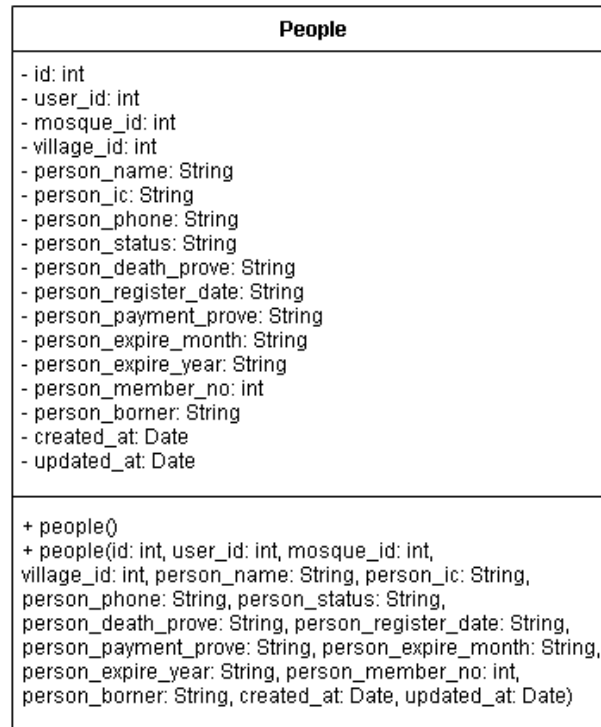 People
- id: int
- user_id: int
- mosque_id: int
- village_id: int
- person_name: String
- person_ic: String
- person_phone: String
- person_status: String
- person_death_prove: String
- person_register_date: String
- person_payment_prove: String
- person_expire_month: String
- person_expire_year: String
- person_member_no: int
- person_borner: String
- created_at: Date
- updated_at: Date
+ people()
+ people(id: int, user_id: int, mosque_id: int,
village_id: int, person_name: String, person_ic: String,
person_phone: String, person_status: String,
person_death_prove: String, person_register_date: String,
person_payment_prove: String, person_expire_month: String,
person_expire_year: String, person_member_no: int,
person_borner: String, created_at: Date, updated_at: Date)